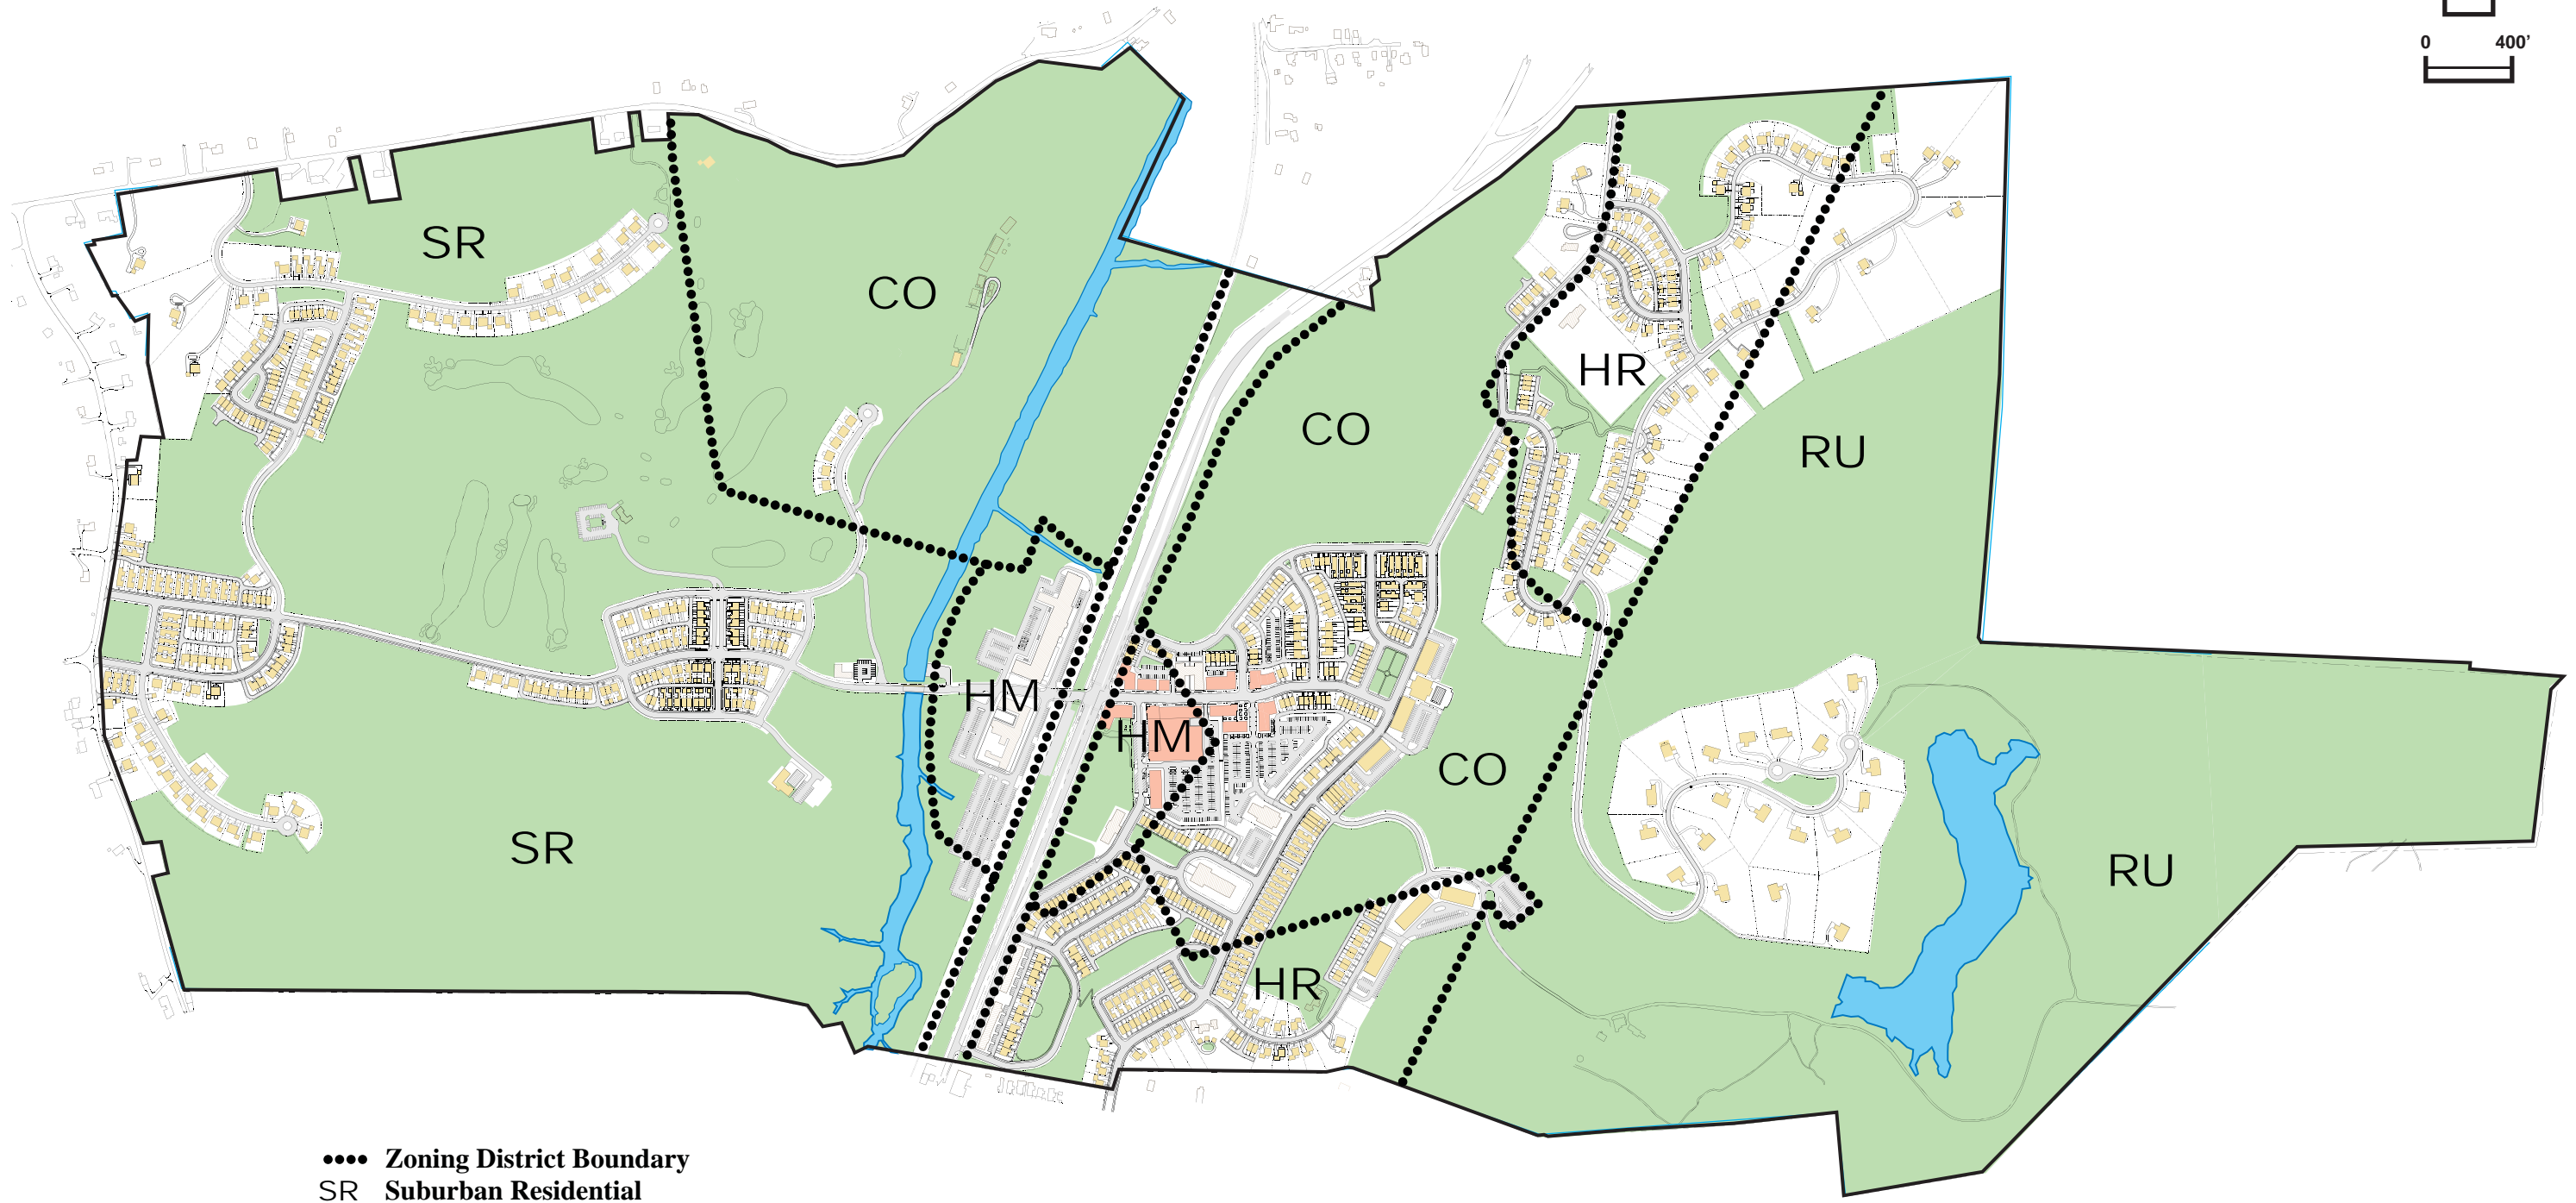 0 400’
SR
CO
CO
HR
RU
HM
HM
CO
SR
RU
HR
Zoning District Boundary
SR Suburban Residential